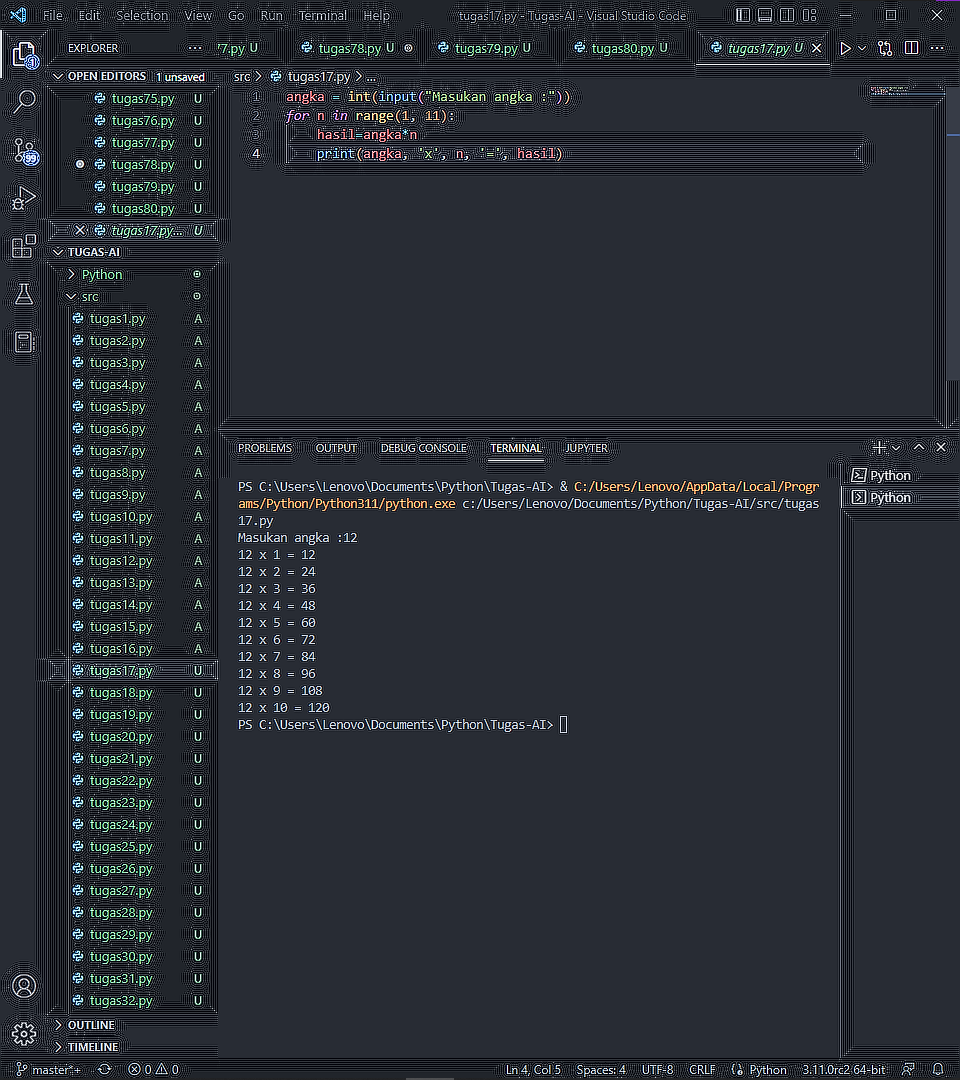 File Edit Selection View Go Run Terminal Help tugas17.py - Tugas-AI - Visual Studio Code
EXPLORER ... 77.py U tugas78.py U tugas79.py U tugas80.py U tugas17.py U
OPEN EDITORS 1 unsaved
tugas75.py U
tugas76.py U
tugas77.py U
tugas78.py U
tugas79.py U
tugas80.py U
tugas17.py... U
TUGAS-AI
Python
src
tugas1.py A
tugas2.py A
tugas3.py A
tugas4.py A
tugas5.py A
tugas6.py A
tugas7.py A
tugas8.py A
tugas9.py A
tugas10.py A
tugas11.py A
tugas12.py A
tugas13.py A
tugas14.py A
tugas15.py A
tugas16.py A
tugas17.py U
tugas18.py U
tugas19.py U
tugas20.py U
tugas21.py U
tugas22.py U
tugas23.py U
tugas24.py U
tugas25.py U
tugas26.py U
tugas27.py U
tugas28.py U
tugas29.py U
tugas30.py U
tugas31.py U
tugas32.py U
OUTLINE
TIMELINE
1
99
src > tugas17.py > ...
1 angka = int(input("Masukan angka :"))
2 for n in range(1, 11):
3 hasil=angka*n
4 print(angka, 'x', n, '=', hasil)
PROBLEMS OUTPUT DEBUG CONSOLE TERMINAL JUPYTER
Python
Python
PS C:\Users\Lenovo\Documents\Python\Tugas-AI> & C:/Users/Lenovo/AppData/Local/Progr
ams/Python/Python311/python.exe c:/Users/Lenovo/Documents/Python/Tugas-AI/src/tugas
17.py
Masukan angka :12
12 x 1 = 12
12 x 2 = 24
12 x 3 = 36
12 x 4 = 48
12 x 5 = 60
12 x 6 = 72
12 x 7 = 84
12 x 8 = 96
12 x 9 = 108
12 x 10 = 120
PS C:\Users\Lenovo\Documents\Python\Tugas-AI>
master*+ 0 0 Ln 4, Col 5 Spaces: 4 UTF-8 CRLF Python 3.11.0rc2 64-bit